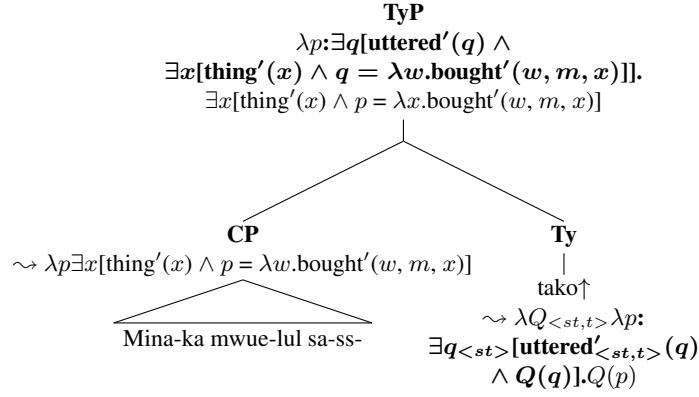 TyP
λp:∃q[uttered′(q) ∧
∃x[thing′(x) ∧ q = λw.bought′(w, m, x)]].
∃x[thing′(x) ∧ p = λx.bought′(w, m, x)]
CP
⤳ λp∃x[thing′(x) ∧ p = λw.bought′(w, m, x)]
Mina-ka mwue-lul sa-ss-
Ty
tako↑
⤳ λQ<st,t>λp:
∃q<st>[uttered′<st,t>(q)
∧ Q(q)].Q(p)